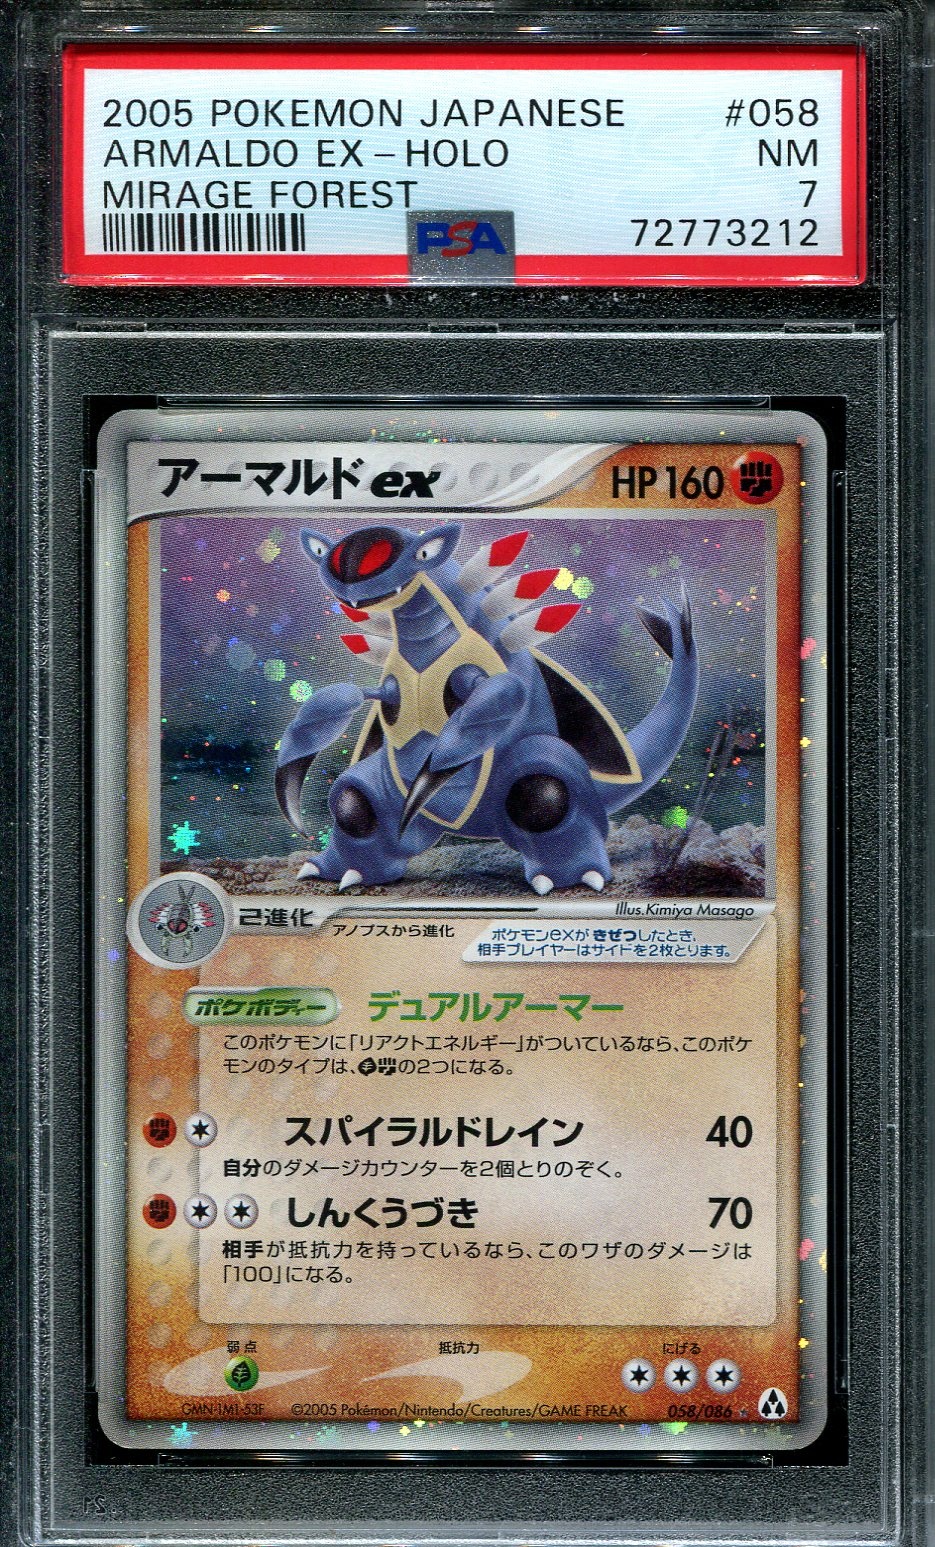 2005 POKEMON JAPANESE #058
ARMALDO EX – HOLO NM
MIRAGE FOREST 7
PSA 72773212
アーマルドex HP160
己進化
アノプスから進化
Illus.Kimiya Masago
ポケモンexが きぜつしたとき、
相手プレイヤーはサイドを2枚とります。
ポケボディー デュアルアーマー
このポケモンに「リアクトエネルギー」がついているなら、このポケ
モンのタイプは、の2つになる。
スパイラルドレイン 40
自分のダメージカウンターを2個とりのぞく。
しんくうづき 70
相手が抵抗力を持っているなら、このワザのダメージは
「100」になる。
弱点 抵抗力 にげる
GMN-1M1-53F ©2005 Pokémon/Nintendo/Creatures/GAME FREAK 058/086 ★